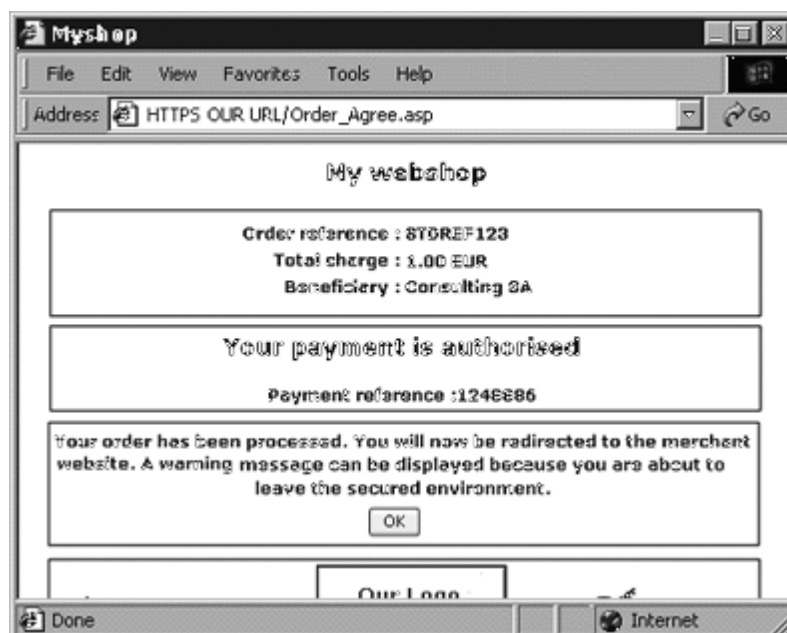 Myshop
File Edit View Favorites Tools Help
Address HTTPS OUR URL/Order_Agree.asp Go
My webshop
Order reference : STOREF123
Total charge : 1.00 EUR
Beneficiary : Consulting SA
Your payment is authorised
Payment reference :
Your order has been processed. You will now be redirected to the merchant
website. A warning message can be displayed because you are about to
leave the secured environment.
OK
Our Logo
Done Internet